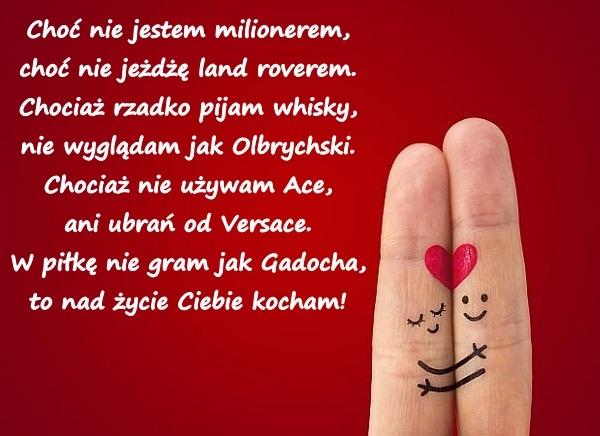 Choć nie jestem milionerem,
choć nie jeżdżę land roverem.
Chociaż rzadko pijam whisky,
nie wyglądam jak Olbrychski.
Chociaż nie używam Ace,
ani ubrań od Versace.
W piłkę nie gram jak Gadocha,
to nad życie Ciebie kocham!